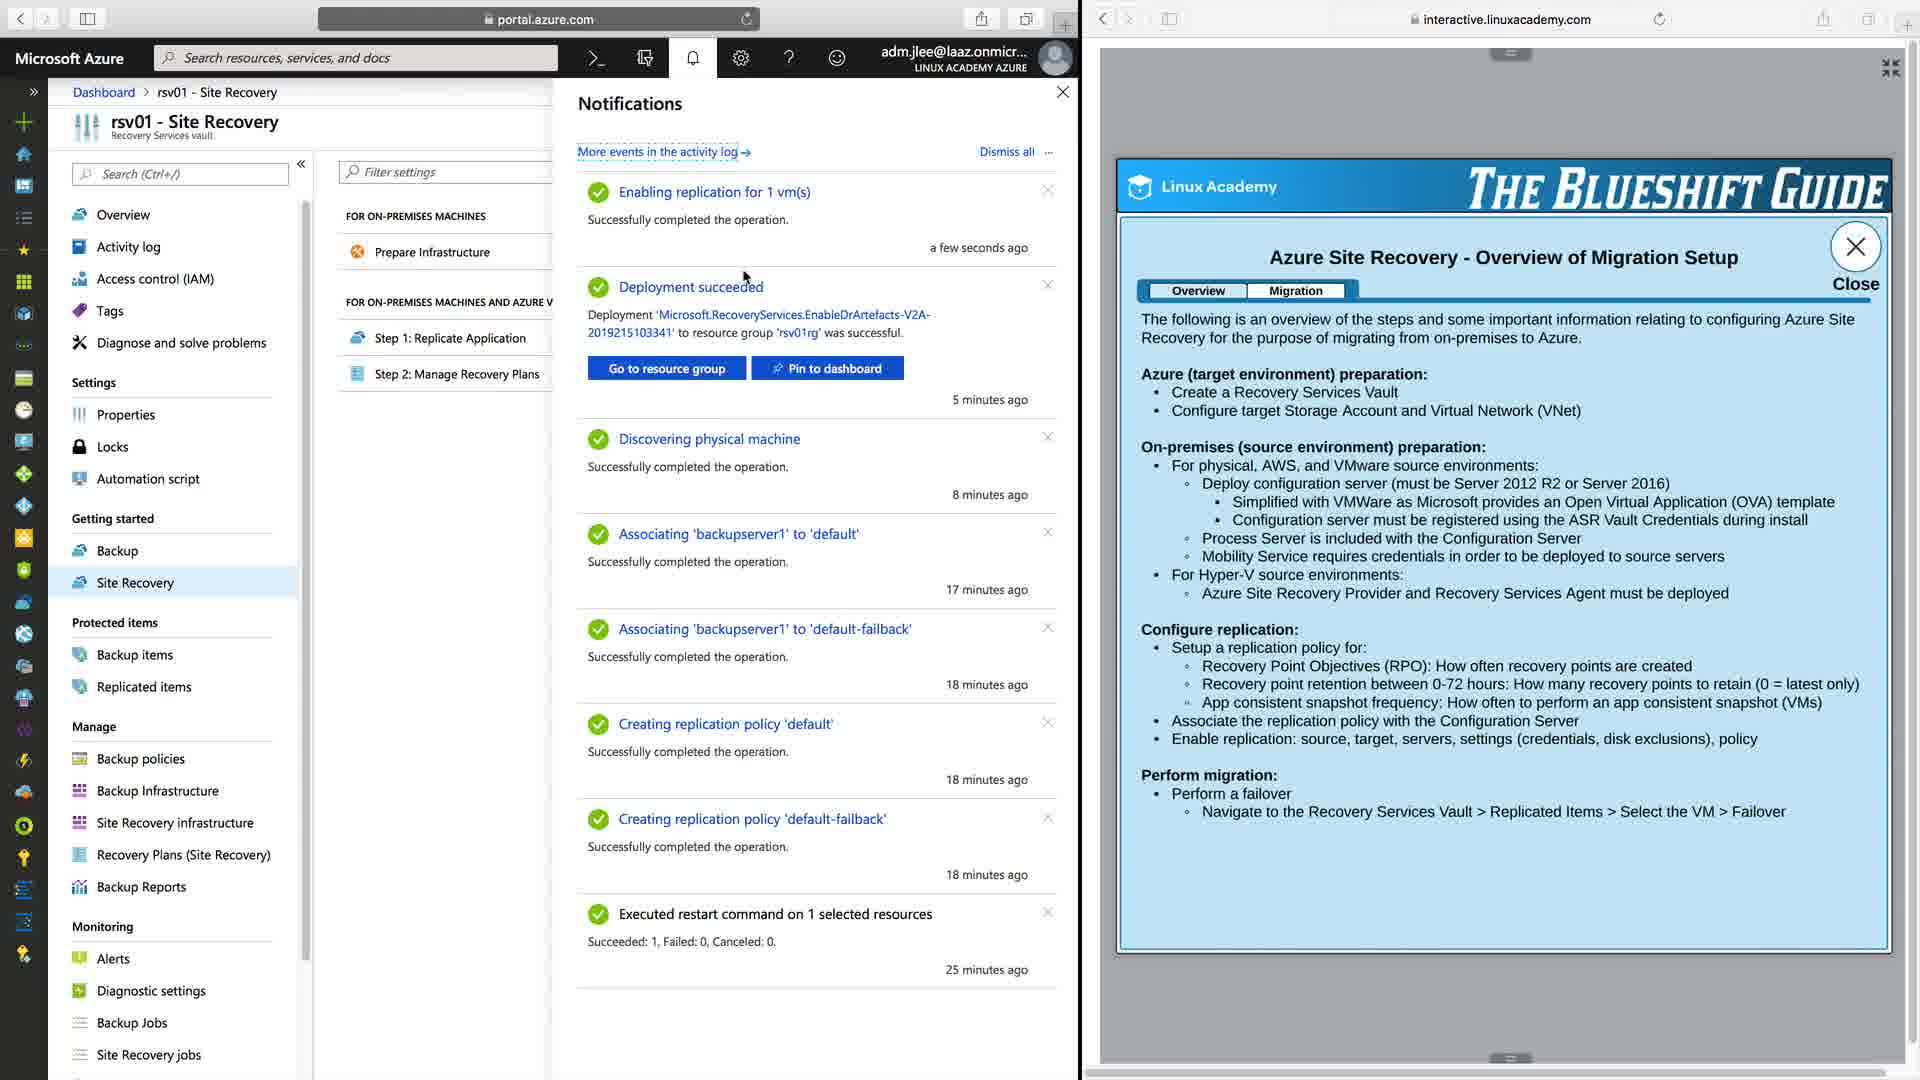 portal.azure.com
interactive.linuxacademy.com
Microsoft Azure
Search resources, services, and docs
adm.jlee@laaz.onmicr...
LINUX ACADEMY AZURE
Dashboard > rsv01 - Site Recovery
rsv01 - Site Recovery
Recovery Services vault
Search (Ctrl+/)
Overview
Activity log
Access control (IAM)
Tags
Diagnose and solve problems
Settings
Properties
Locks
Automation script
Getting started
Backup
Site Recovery
Protected items
Backup items
Replicated items
Manage
Backup policies
Backup Infrastructure
Site Recovery infrastructure
Recovery Plans (Site Recovery)
Backup Reports
Monitoring
Alerts
Diagnostic settings
Backup Jobs
Site Recovery jobs
Filter settings
FOR ON-PREMISES MACHINES
Prepare Infrastructure
FOR ON-PREMISES MACHINES AND AZURE V
Step 1: Replicate Application
Step 2: Manage Recovery Plans
Notifications
More events in the activity log →
Dismiss all ...
Enabling replication for 1 vm(s)
Successfully completed the operation.
a few seconds ago
Deployment succeeded
Deployment 'Microsoft.RecoveryServices.EnableDrArtefacts-V2A-
2019215103341' to resource group 'rsv01rg' was successful.
Go to resource group
Pin to dashboard
5 minutes ago
Discovering physical machine
Successfully completed the operation.
8 minutes ago
Associating 'backupserver1' to 'default'
Successfully completed the operation.
17 minutes ago
Associating 'backupserver1' to 'default-failback'
Successfully completed the operation.
18 minutes ago
Creating replication policy 'default'
Successfully completed the operation.
18 minutes ago
Creating replication policy 'default-failback'
Successfully completed the operation.
18 minutes ago
Executed restart command on 1 selected resources
Succeeded: 1, Failed: 0, Canceled: 0.
25 minutes ago
Linux Academy
THE BLUESHIFT GUIDE
Azure Site Recovery - Overview of Migration Setup
Close
Overview
Migration
The following is an overview of the steps and some important information relating to configuring Azure Site
Recovery for the purpose of migrating from on-premises to Azure.
Azure (target environment) preparation:
• Create a Recovery Services Vault
• Configure target Storage Account and Virtual Network (VNet)
On-premises (source environment) preparation:
• For physical, AWS, and VMware source environments:
◦ Deploy configuration server (must be Server 2012 R2 or Server 2016)
▪ Simplified with VMWare as Microsoft provides an Open Virtual Application (OVA) template
▪ Configuration server must be registered using the ASR Vault Credentials during install
◦ Process Server is included with the Configuration Server
◦ Mobility Service requires credentials in order to be deployed to source servers
• For Hyper-V source environments:
◦ Azure Site Recovery Provider and Recovery Services Agent must be deployed
Configure replication:
• Setup a replication policy for:
◦ Recovery Point Objectives (RPO): How often recovery points are created
◦ Recovery point retention between 0-72 hours: How many recovery points to retain (0 = latest only)
◦ App consistent snapshot frequency: How often to perform an app consistent snapshot (VMs)
• Associate the replication policy with the Configuration Server
• Enable replication: source, target, servers, settings (credentials, disk exclusions), policy
Perform migration:
• Perform a failover
◦ Navigate to the Recovery Services Vault > Replicated Items > Select the VM > Failover